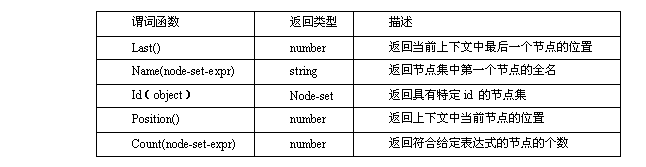 谓词函数 返回类型 描述
Last() number 返回当前上下文中最后一个节点的位置
Name(node-set-expr) string 返回节点集中第一个节点的全名
Id（object） Node-set 返回具有特定 id 的节点集
Position() number 返回上下文中当前节点的位置
Count(node-set-expr) number 返回符合给定表达式的节点的个数